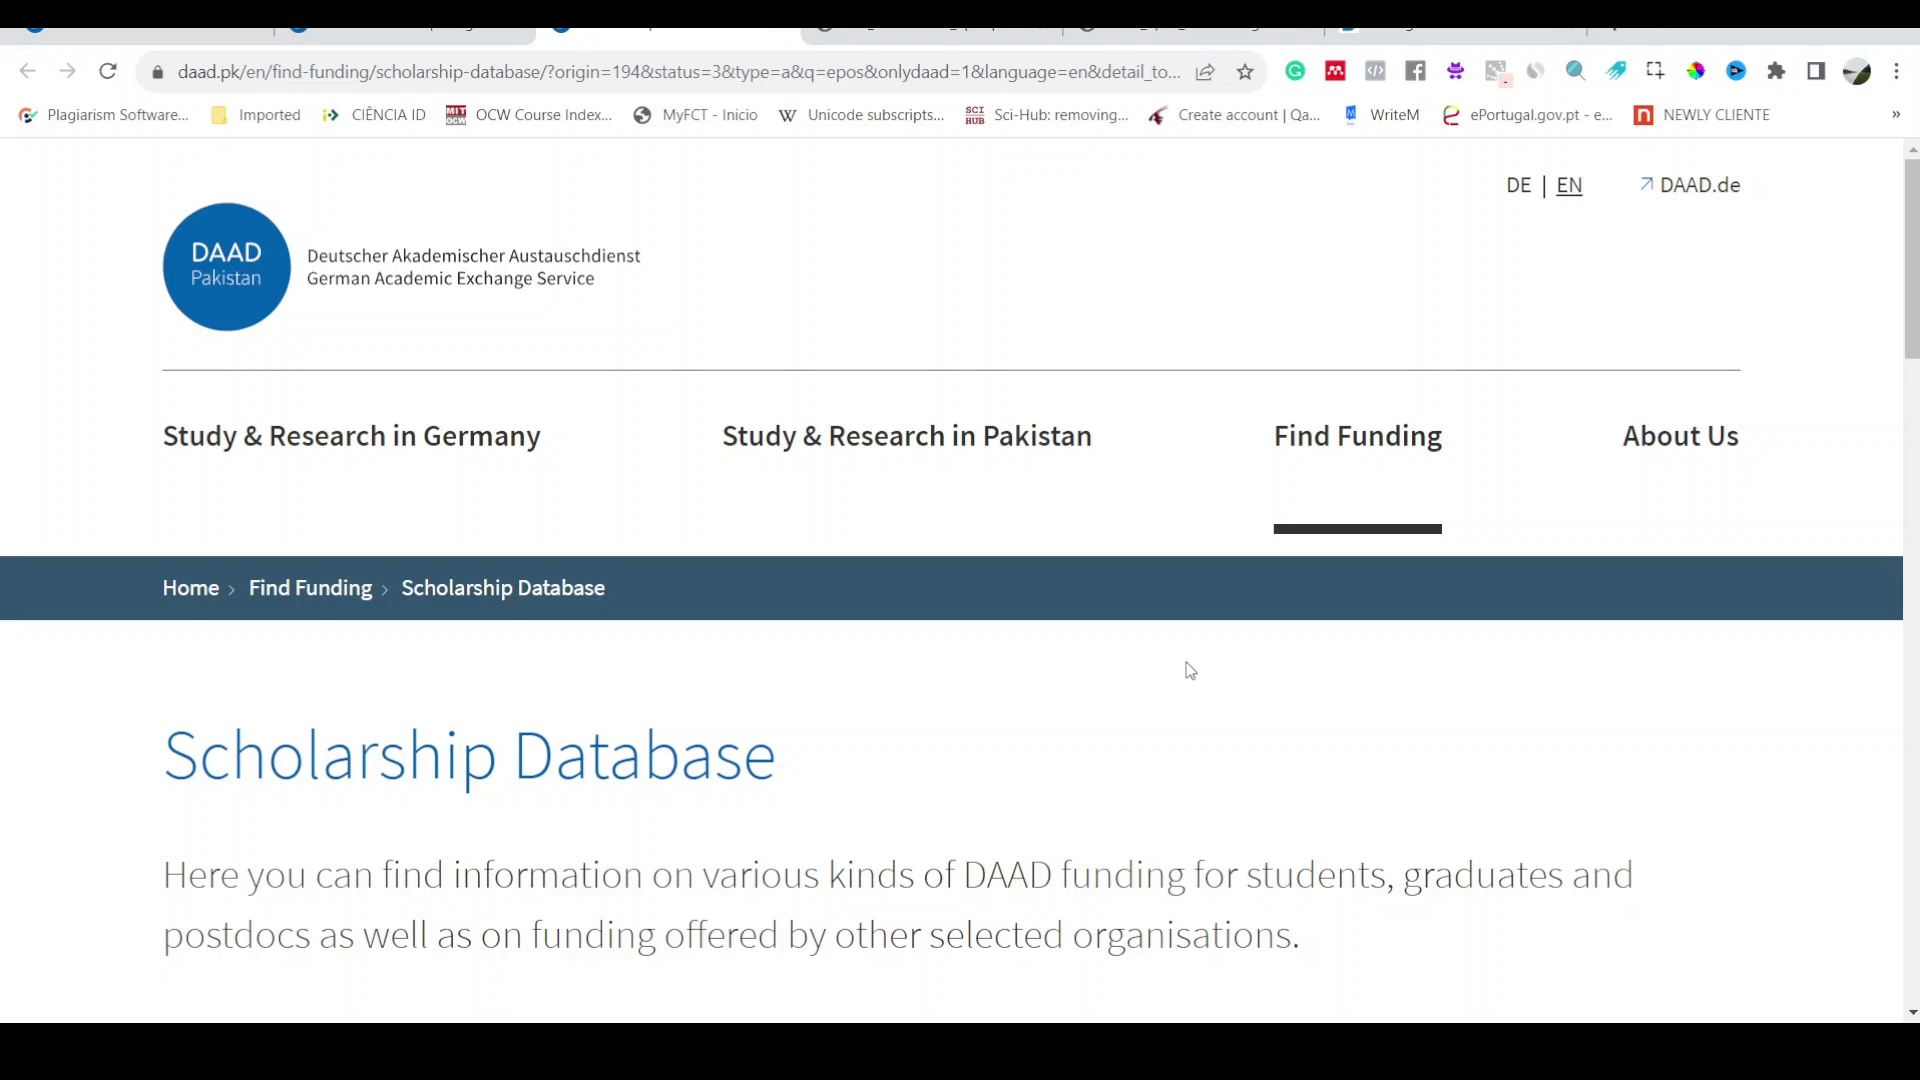 daad.pk/en/find-funding/scholarship-database/?origin=194&status=3&type=a&q=epos&onlydaad=1&language=en&detail_to...
Plagiarism Software... Imported CIÊNCIA ID OCW Course Index... MyFCT - Inicio Unicode subscripts... Sci-Hub: removing... Create account | Qa... WriteM ePortugal.gov.pt - e... NEWLY CLIENTE »
DE | EN DAAD.de
DAAD
Pakistan
Deutscher Akademischer Austauschdienst
German Academic Exchange Service
Study & Research in Germany Study & Research in Pakistan Find Funding About Us
Home › Find Funding › Scholarship Database
Scholarship Database
Here you can find information on various kinds of DAAD funding for students, graduates and
postdocs as well as on funding offered by other selected organisations.